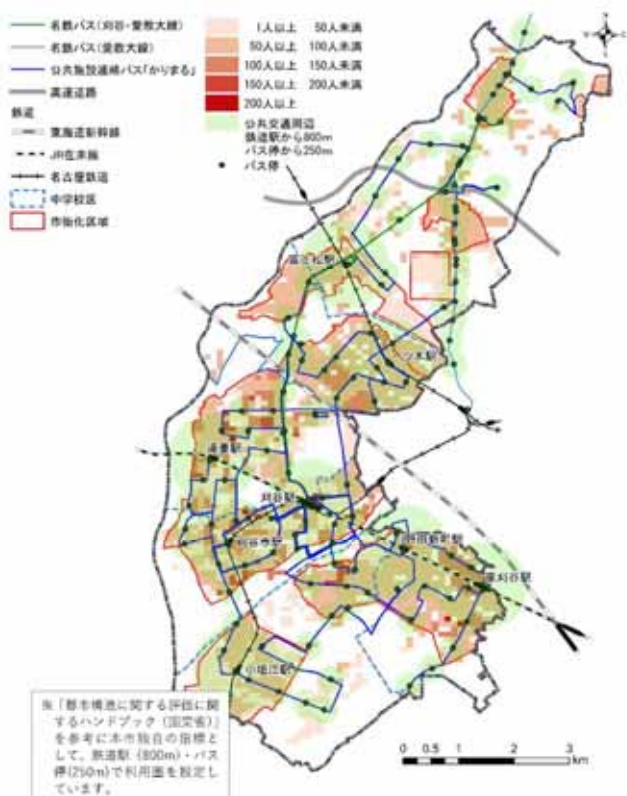 名鉄バス(刈谷・愛教大線)
名鉄バス(愛教大線)
公共施設連絡バス「かりまる」
高速道路
鉄道
東海道新幹線
JR在来線
名古屋鉄道
中学校区
市街化区域
1人以上 50人未満
50人以上 100人未満
100人以上 150人未満
150人以上 200人未満
200人以上
公共交通周辺
鉄道駅から800m
バス停から250m
バス停
富士松駅
一ツ木駅
逢妻駅
刈谷駅
刈谷市駅
野田新町駅
東刈谷駅
小垣江駅
※「都市構造に関する評価に関
するハンドブック（国交省）」
を参考に本市独自の指標と
して、鉄道駅（800m）・バス
停(250m)で利用圏を設定し
ています。
0 0.5 1 2 3
km